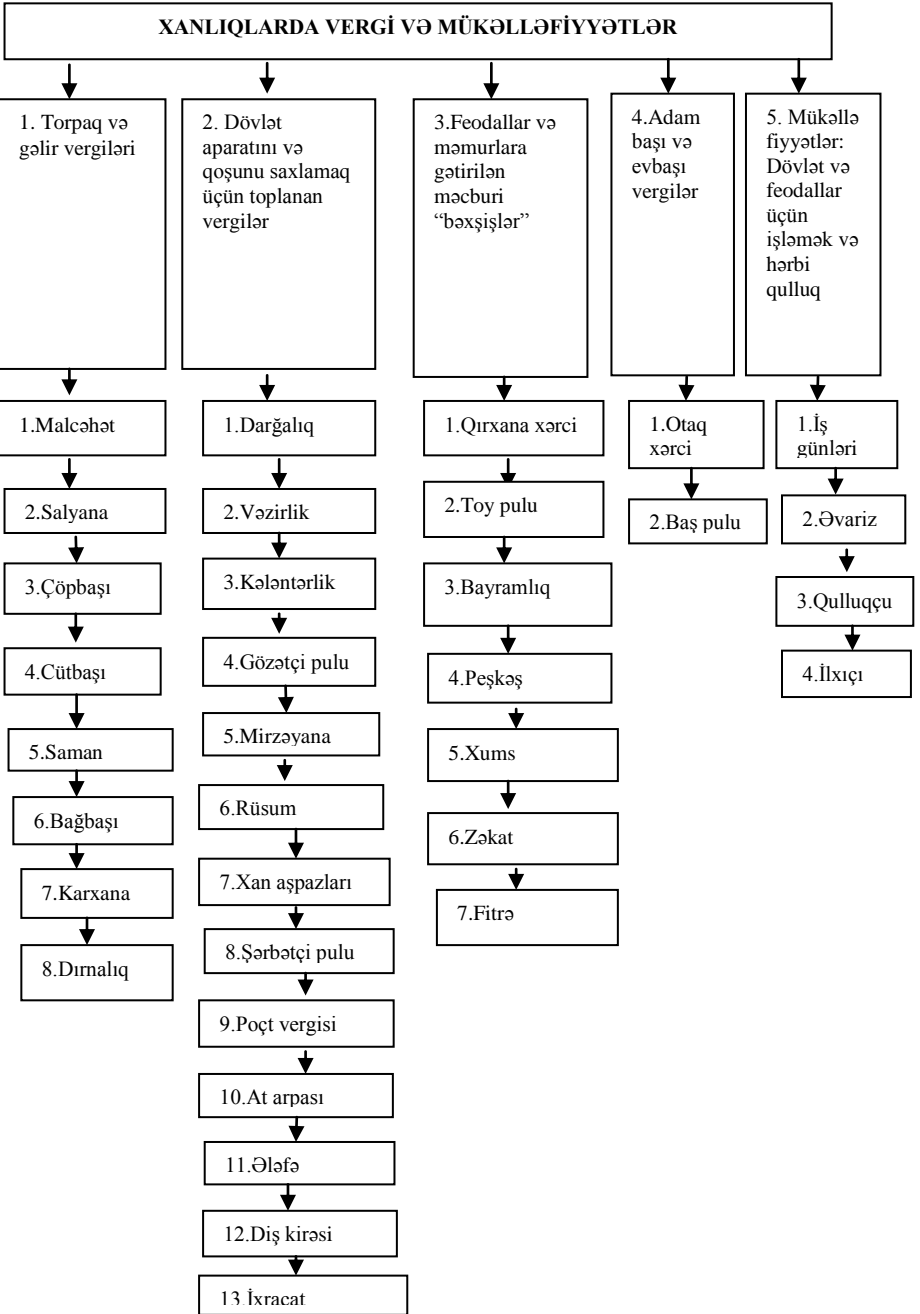 XANLIQLARDA VERGİ VƏ MÜKƏLLƏFİYYƏTLƏR
1. Torpaq və
gəlir vergiləri
2. Dövlət
aparatını və
qoşunu saxlamaq
üçün toplanan
vergilər
3.Feodallar və
məmurlara
gətirilən
məcburi
“bəxşişlər”
4.Adam
başı və
evbaşı
vergilər
5. Mükəllə
fiyyətlər:
Dövlət və
feodallar
üçün
işləmək və
hərbi
qulluq
1.Malcəhət
2.Salyana
3.Çöpbaşı
4.Cütbaşı
5.Saman
6.Bağbaşı
7.Karxana
8.Dırnalıq
1.Darğalıq
2.Vəzirlik
3.Kələntərlik
4.Gözətçi pulu
5.Mirzəyana
6.Rüsum
7.Xan aşpazları
8.Şərbətçi pulu
9.Poçt vergisi
10.At arpası
11.Ələfə
12.Diş kirəsi
13.İxracat
1.Qırxana xərci
2.Toy pulu
3.Bayramlıq
4.Peşkəş
5.Xums
6.Zəkat
7.Fitrə
1.Otaq
xərci
2.Baş pulu
1.İş
günləri
2.Əvariz
3.Qulluqçu
4.İlxıçı